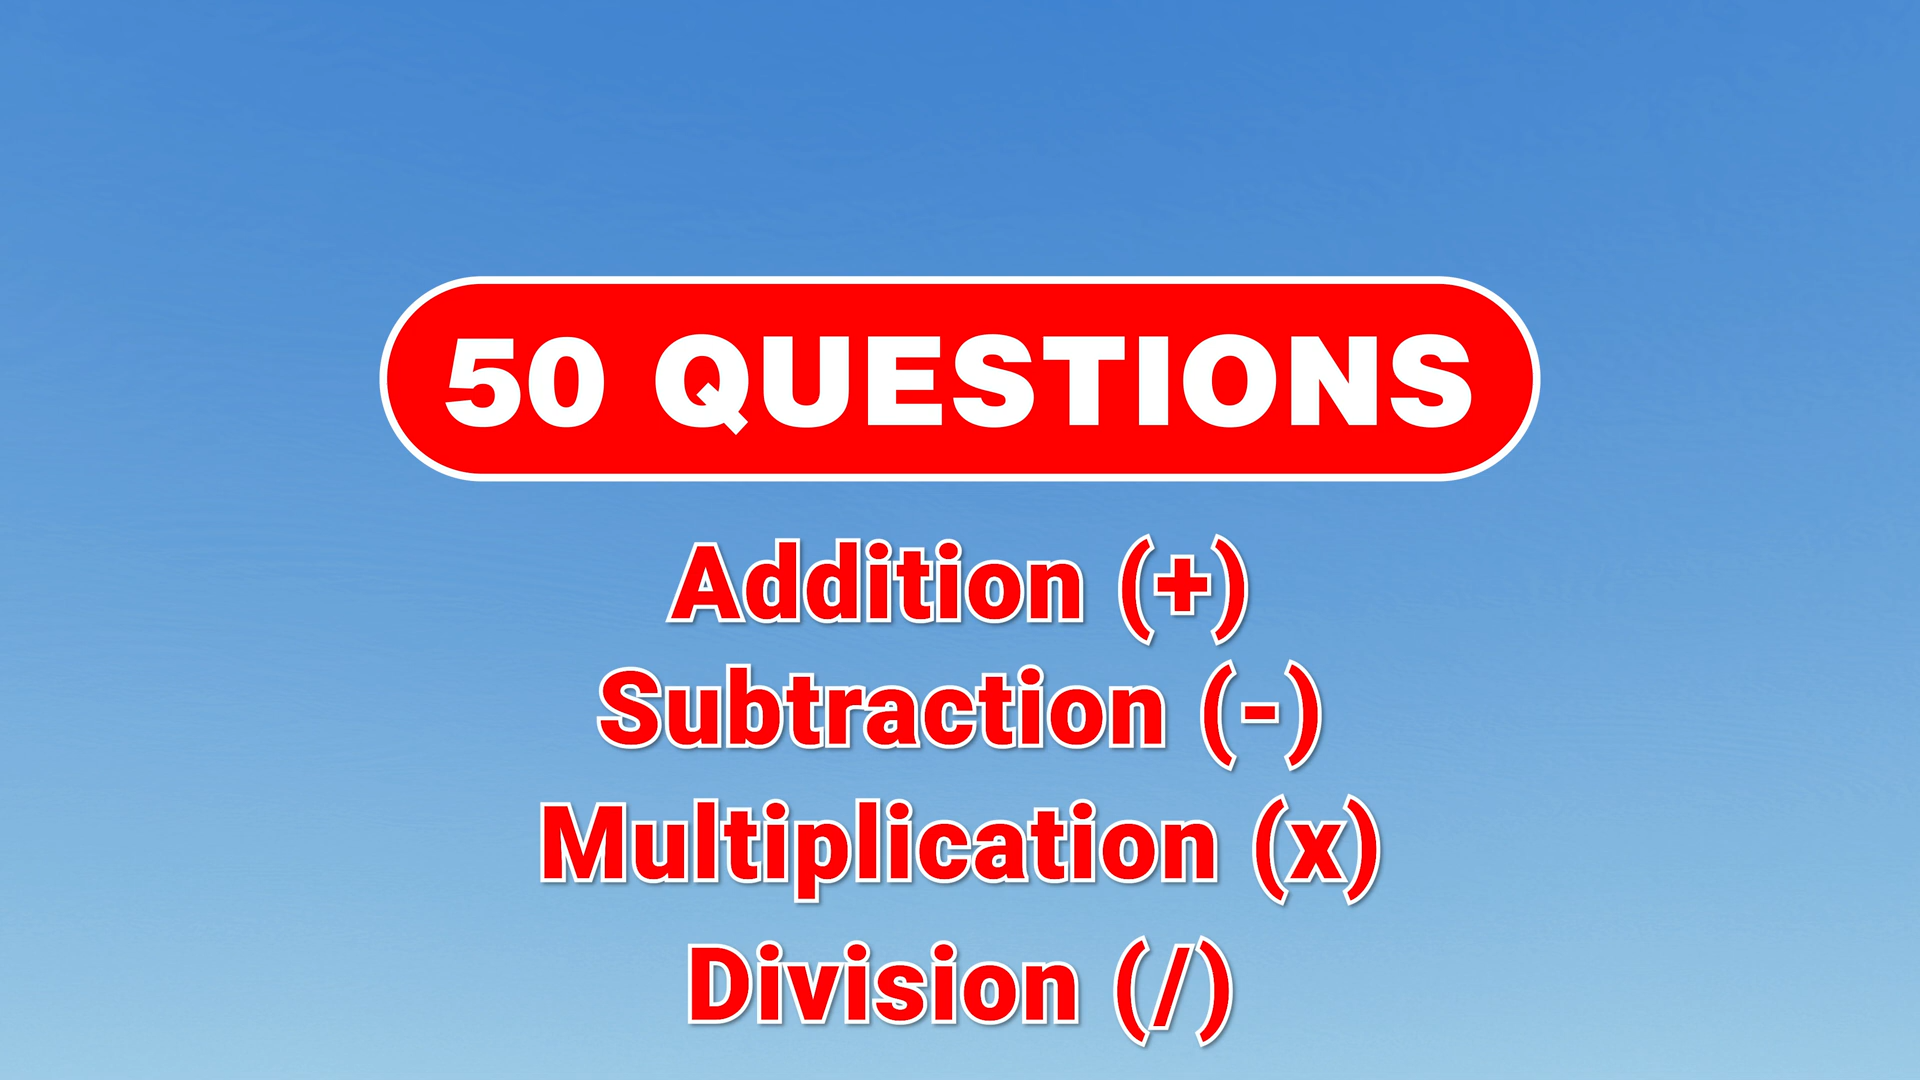 50 QUESTIONS
Addition (+)
Subtraction (-)
Multiplication (x)
Division (/)